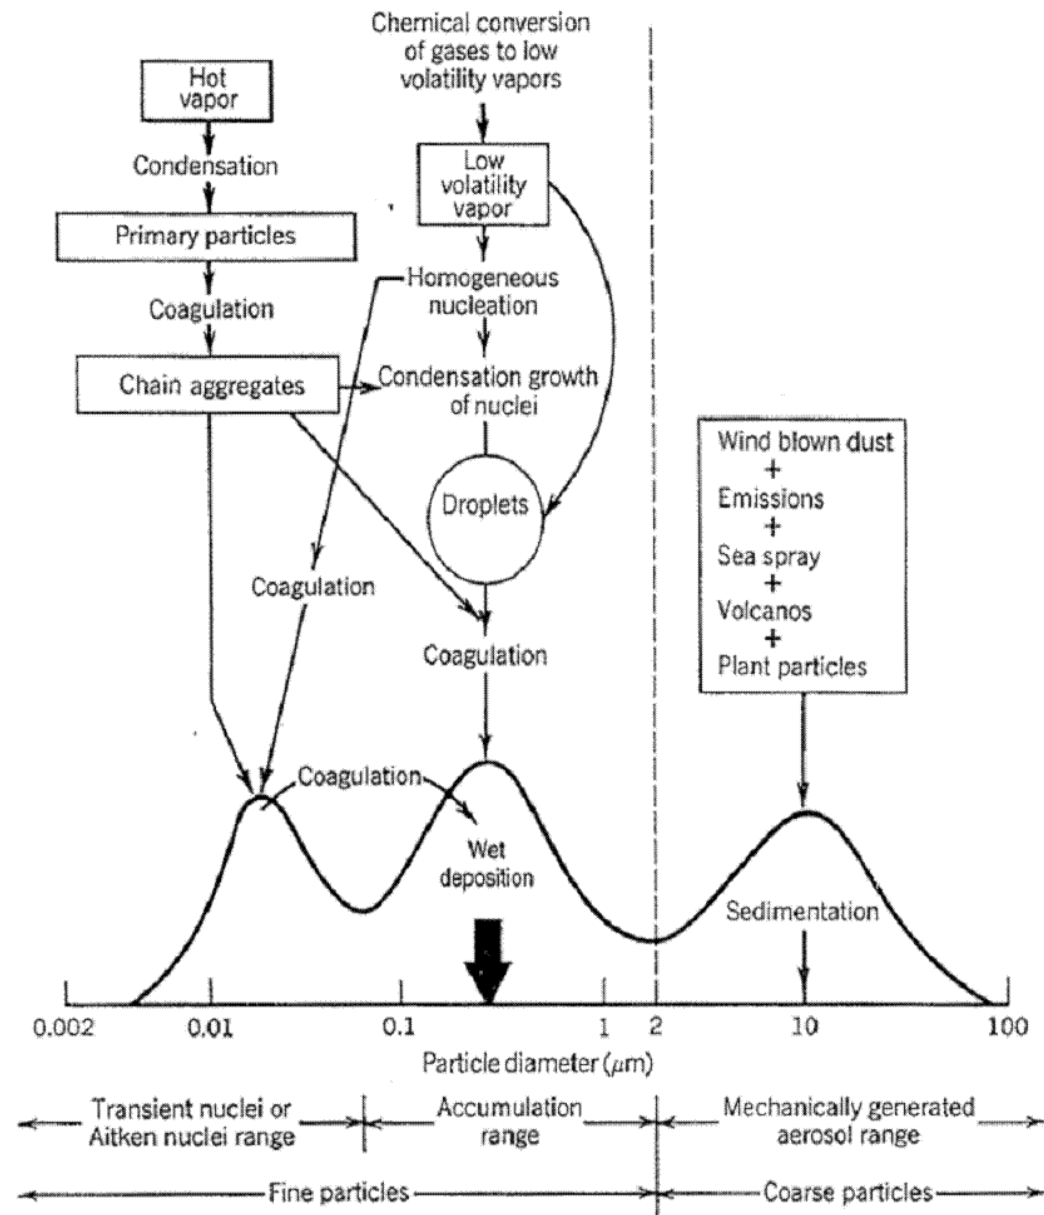 Chemical conversion
of gases to low
volatility vapors
Hot
vapor
Condensation
Low
volatility
vapor
Primary particles
Homogeneous
nucleation
Coagulation
Chain aggregates
Condensation growth
of nuclei
Wind blown dust
+
Emissions
+
Sea spray
+
Volcanos
+
Plant particles
Droplets
Coagulation
Coagulation
Coagulation
Wet
deposition
Sedimentation
0.002 0.01 0.1 1 2 10 100
Particle diameter (μm)
Transient nuclei or
Aitken nuclei range
Accumulation
range
Mechanically generated
aerosol range
Fine particles
Coarse particles